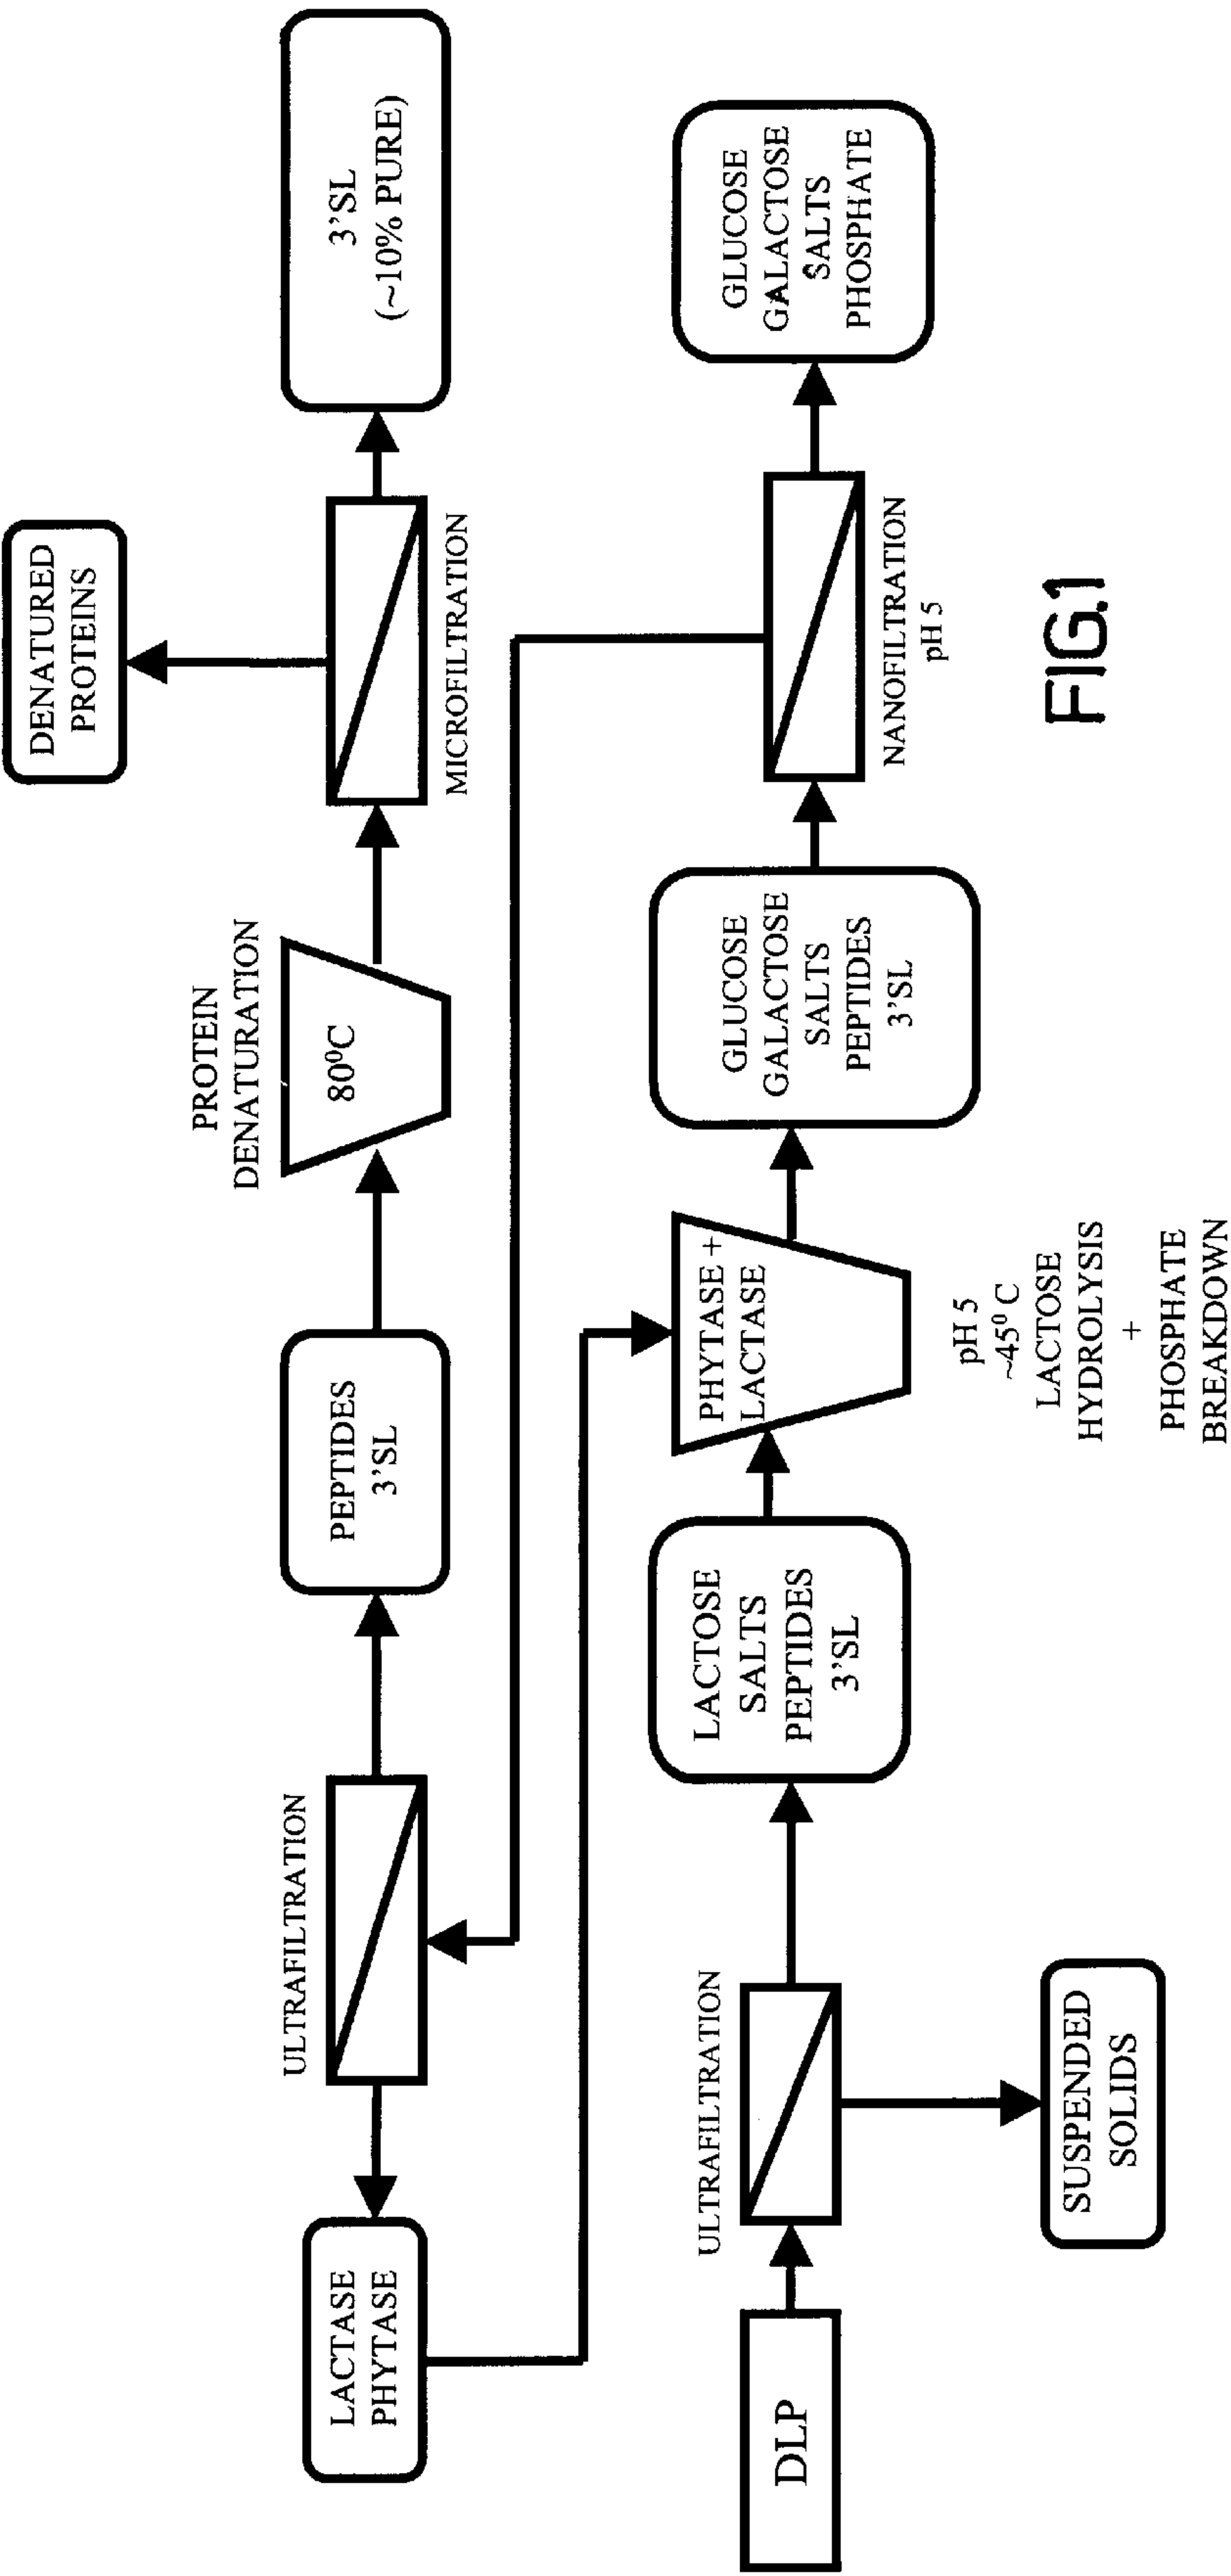 LACTASE
PHYTASE
ULTRAFILTRATION
PEPTIDES
3'SL
PROTEIN
DENATURATION
80⁰C
DENATURED
PROTEINS
MICROFILTRATION
3'SL
(~10% PURE)
DLP
ULTRAFILTRATION
SUSPENDED
SOLIDS
LACTOSE
SALTS
PEPTIDES
3'SL
PHYTASE +
LACTASE
pH 5
~45⁰ C
LACTOSE
HYDROLYSIS
+
PHOSPHATE
BREAKDOWN
GLUCOSE
GALACTOSE
SALTS
PEPTIDES
3'SL
NANOFILTRATION
pH 5
GLUCOSE
GALACTOSE
SALTS
PHOSPHATE
FIG.1